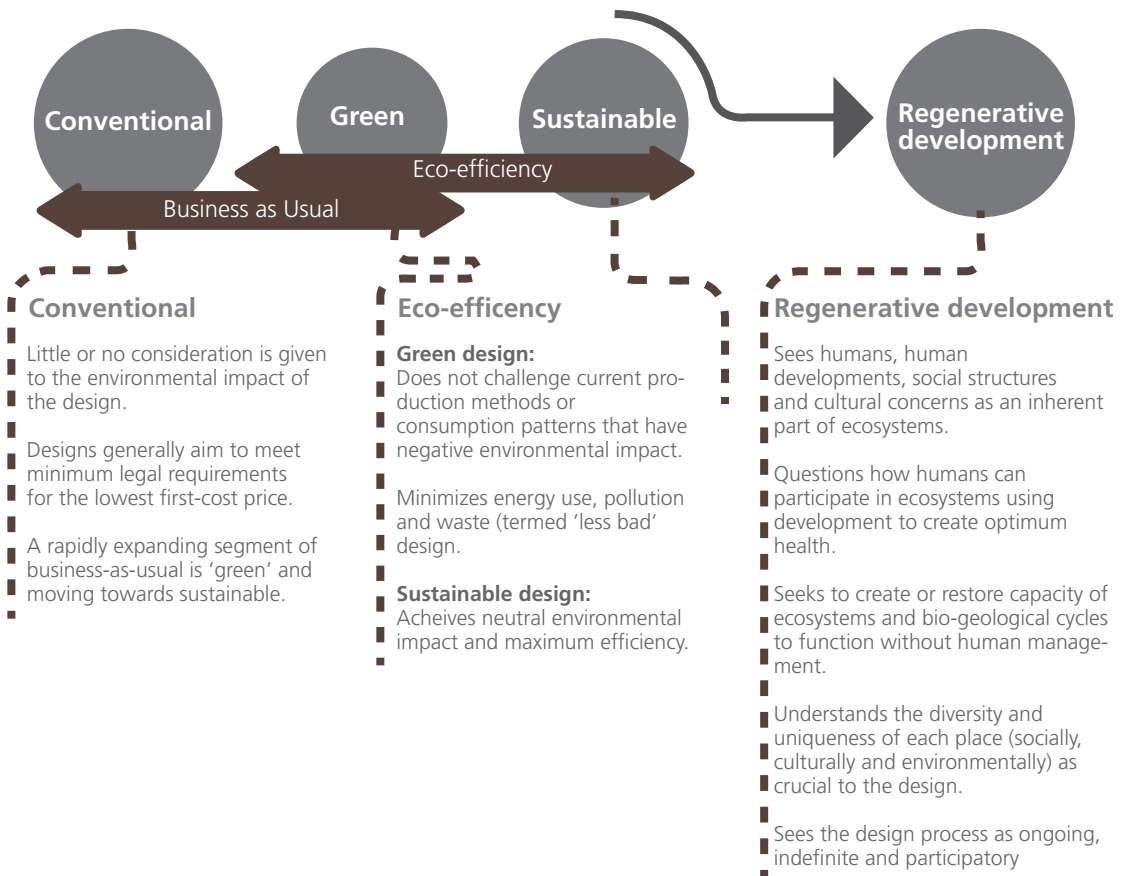 Conventional
Green
Sustainable
Regenerative
development
Eco-efficiency
Business as Usual
Conventional
Little or no consideration is given
to the environmental impact of
the design.
Designs generally aim to meet
minimum legal requirements
for the lowest first-cost price.
A rapidly expanding segment of
business-as-usual is ‘green’ and
moving towards sustainable.
Eco-efficency
Green design:
Does not challenge current pro-
duction methods or
consumption patterns that have
negative environmental impact.
Minimizes energy use, pollution
and waste (termed ’less bad’
design.
Sustainable design:
Acheives neutral environmental
impact and maximum efficiency.
Regenerative development
Sees humans, human
developments, social structures
and cultural concerns as an inherent
part of ecosystems.
Questions how humans can
participate in ecosystems using
development to create optimum
health.
Seeks to create or restore capacity of
ecosystems and bio-geological cycles
to function without human manage-
ment.
Understands the diversity and
uniqueness of each place (socially,
culturally and environmentally) as
crucial to the design.
Sees the design process as ongoing,
indefinite and participatory